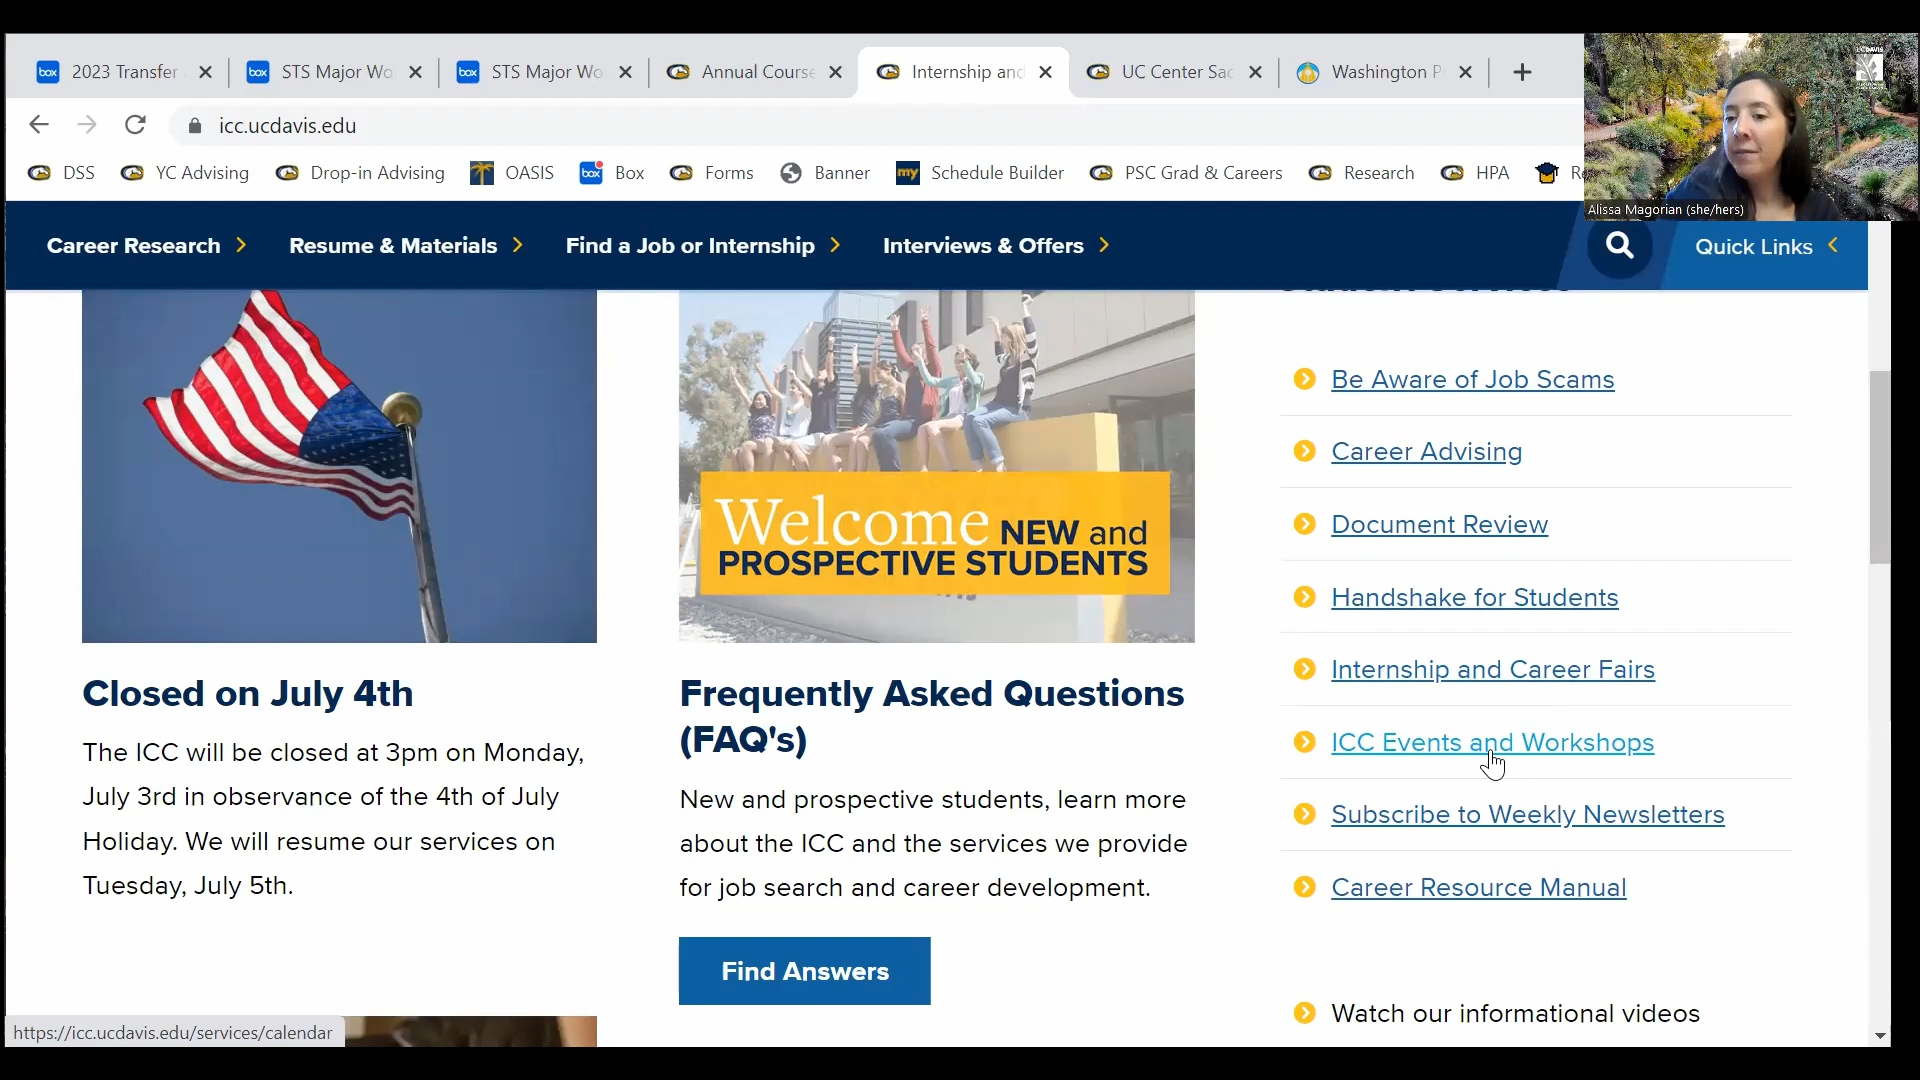 2023 Transfer
STS Major Wo
STS Major Wo
Annual Course
Internship and
UC Center Sac
Washington P
icc.ucdavis.edu
DSS
YC Advising
Drop-in Advising
OASIS
box
Box
Forms
Banner
my
Schedule Builder
PSC Grad & Careers
Research
HPA
Alissa Magorian (she/hers)
Career Research
Resume & Materials
Find a Job or Internship
Interviews & Offers
Quick Links
Student Services
Welcome NEW and
PROSPECTIVE STUDENTS
Closed on July 4th
The ICC will be closed at 3pm on Monday,
July 3rd in observance of the 4th of July
Holiday. We will resume our services on
Tuesday, July 5th.
Frequently Asked Questions
(FAQ's)
New and prospective students, learn more
about the ICC and the services we provide
for job search and career development.
Find Answers
Be Aware of Job Scams
Career Advising
Document Review
Handshake for Students
Internship and Career Fairs
ICC Events and Workshops
Subscribe to Weekly Newsletters
Career Resource Manual
Watch our informational videos
https://icc.ucdavis.edu/services/calendar